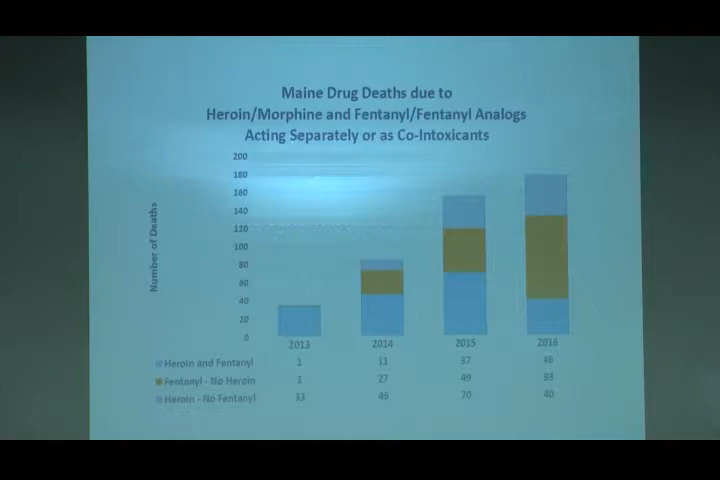 Maine Drug Deaths due to
Heroin/Morphine and Fentanyl/Fentanyl Analogs
Acting Separately or as Co-Intoxicants
200
180
160
140
120
100
80
60
40
20
0
Number of Deaths
2013 2014 2015 2016
Heroin and Fentanyl 1 11 37 46
Fentanyl - No Heroin 1 27 49 93
Heroin - No Fentanyl 33 46 70 40